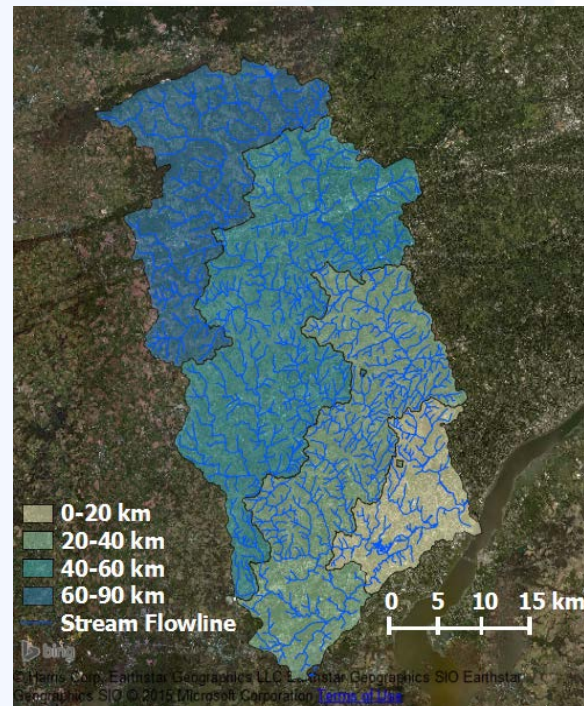 0-20 km
20-40 km
40-60 km
60-90 km
Stream Flowline
0 5 10 15 km
bing
© Harris Corp, Earthstar Geographics LLC Earthstar Geographics SIO Earthstar
Geographics SIO © 2015 Microsoft Corporation Terms of Use